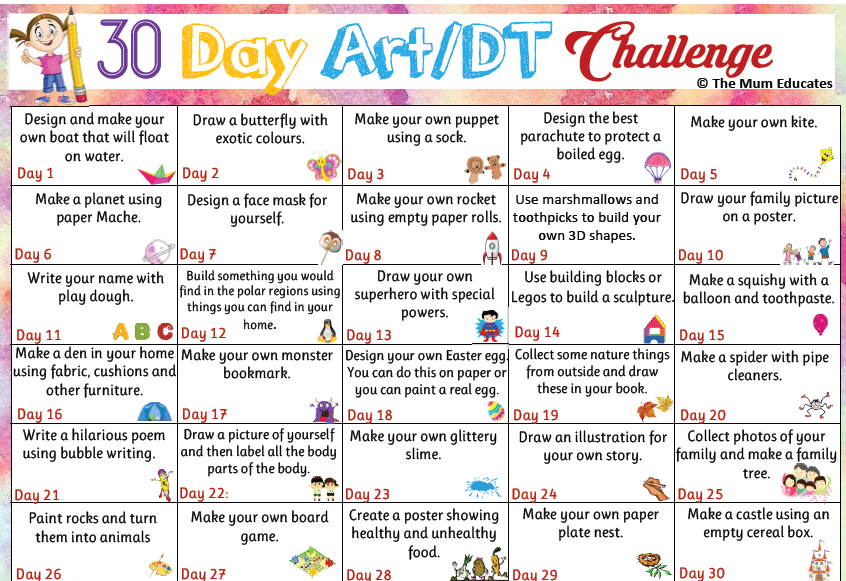 30 Day Art/DT Challenge
© The Mum Educates
Design and make your
own boat that will float
on water.
Day 1
Draw a butterfly with
exotic colours.
Day 2
Make your own puppet
using a sock.
Day 3
Design the best
parachute to protect a
boiled egg.
Day 4
Make your own kite.
Day 5
Make a planet using
paper Mache.
Day 6
Design a face mask for
yourself.
Day 7
Make your own rocket
using empty paper rolls.
Day 8
Use marshmallows and
toothpicks to build your
own 3D shapes.
Day 9
Draw your family picture
on a poster.
Day 10
Write your name with
play dough.
Day 11
A B C
Build something you would
find in the polar regions using
things you can find in your
home.
Day 12
Draw your own
superhero with special
powers.
Day 13
Use building blocks or
Legos to build a sculpture.
Day 14
Make a squishy with a
balloon and toothpaste.
Day 15
Make a den in your home
using fabric, cushions and
other furniture.
Day 16
Make your own monster
bookmark.
Day 17
Design your own Easter egg.
You can do this on paper or
you can paint a real egg.
Day 18
Collect some nature things
from outside and draw
these in your book.
Day 19
Make a spider with pipe
cleaners.
Day 20
Write a hilarious poem
using bubble writing.
Day 21
Draw a picture of yourself
and then label all the body
parts of the body.
Day 22:
Make your own glittery
slime.
Day 23
Draw an illustration for
your own story.
Day 24
Collect photos of your
family and make a family
tree.
Day 25
Paint rocks and turn
them into animals
Day 26
Make your own board
game.
Day 27
Create a poster showing
healthy and unhealthy
food.
Day 28
Make your own paper
plate nest.
Day 29
Make a castle using an
empty cereal box.
Day 30